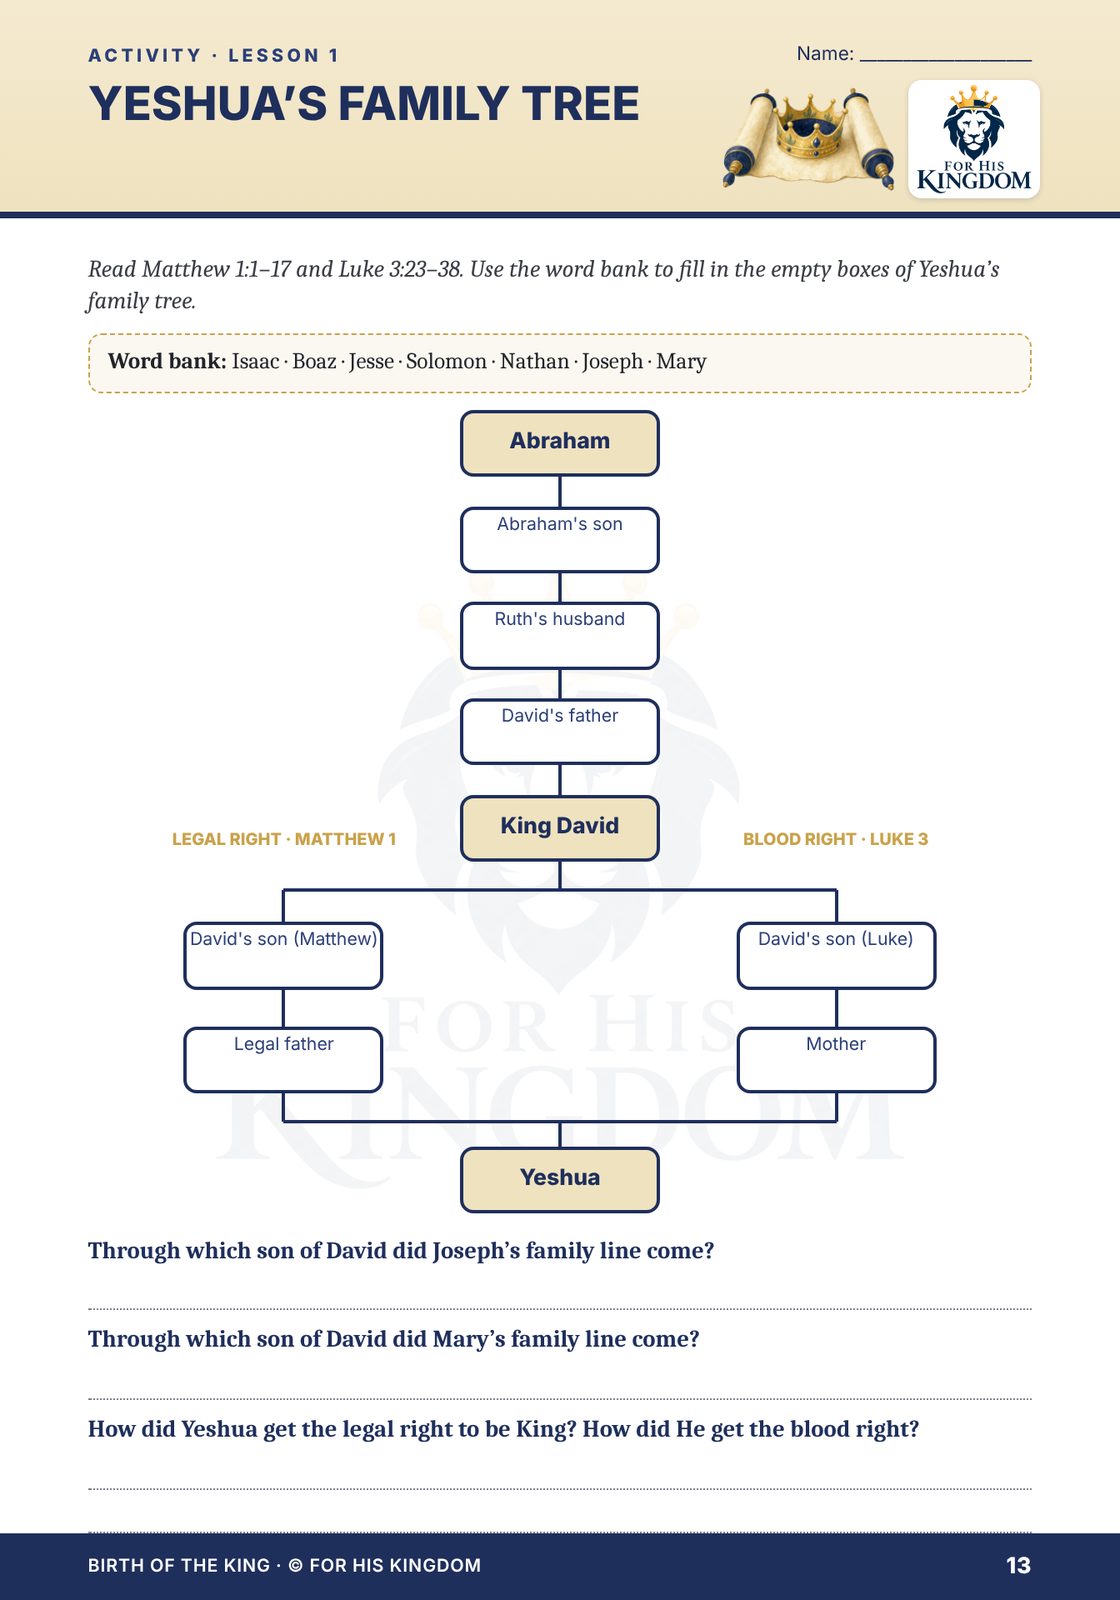 ACTIVITY · LESSON 1
Name: ____________________
YESHUA’S FAMILY TREE
FOR HIS
KINGDOM
Read Matthew 1:1–17 and Luke 3:23–38. Use the word bank to fill in the empty boxes of Yeshua’s
family tree.
Word bank: Isaac · Boaz · Jesse · Solomon · Nathan · Joseph · Mary
Abraham
Abraham's son
Ruth's husband
David's father
King David
LEGAL RIGHT · MATTHEW 1
BLOOD RIGHT · LUKE 3
David's son (Matthew)
David's son (Luke)
FOR HIS
Legal father
Mother
KINGDOM
Yeshua
Through which son of David did Joseph’s family line come?
Through which son of David did Mary’s family line come?
How did Yeshua get the legal right to be King? How did He get the blood right?
BIRTH OF THE KING · © FOR HIS KINGDOM
13